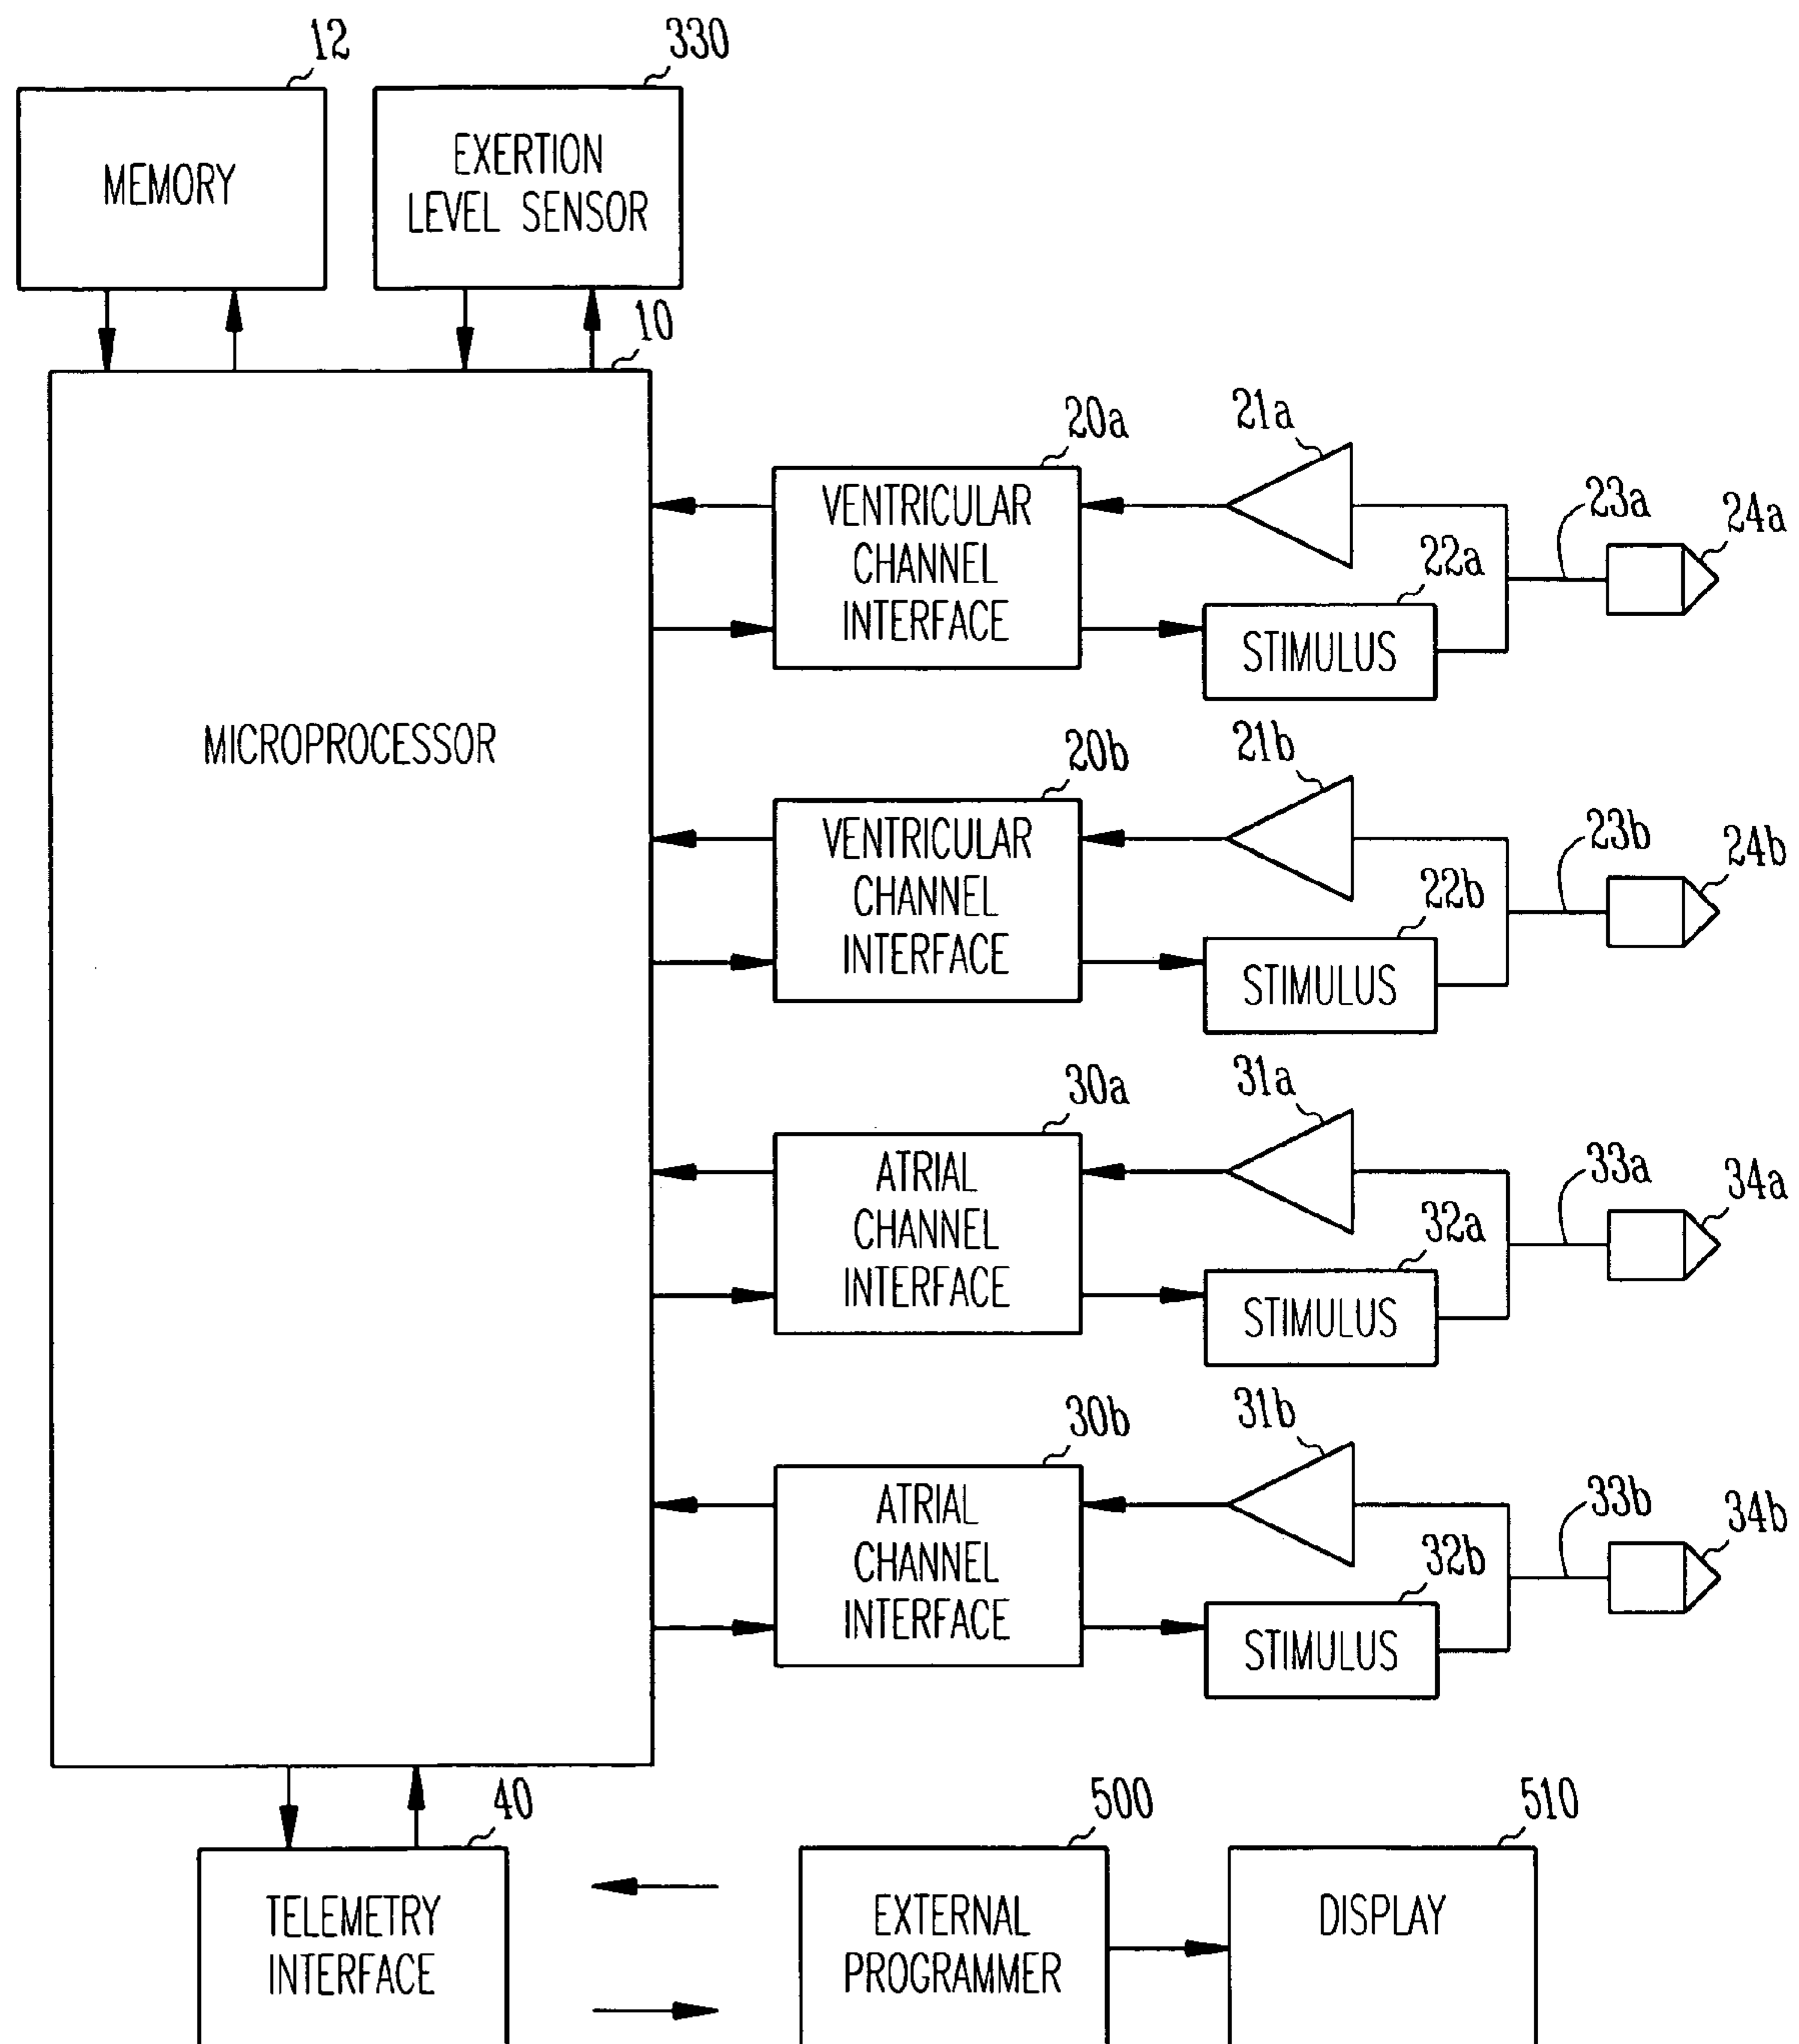 12
330
MEMORY
EXERTION
LEVEL SENSOR
10
MICROPROCESSOR
20a
21a
VENTRICULAR
CHANNEL
INTERFACE
22a
STIMULUS
23a
24a
20b
21b
VENTRICULAR
CHANNEL
INTERFACE
22b
STIMULUS
23b
24b
30a
31a
ATRIAL
CHANNEL
INTERFACE
32a
STIMULUS
33a
34a
30b
31b
ATRIAL
CHANNEL
INTERFACE
32b
STIMULUS
33b
34b
40
TELEMETRY
INTERFACE
500
EXTERNAL
PROGRAMMER
510
DISPLAY